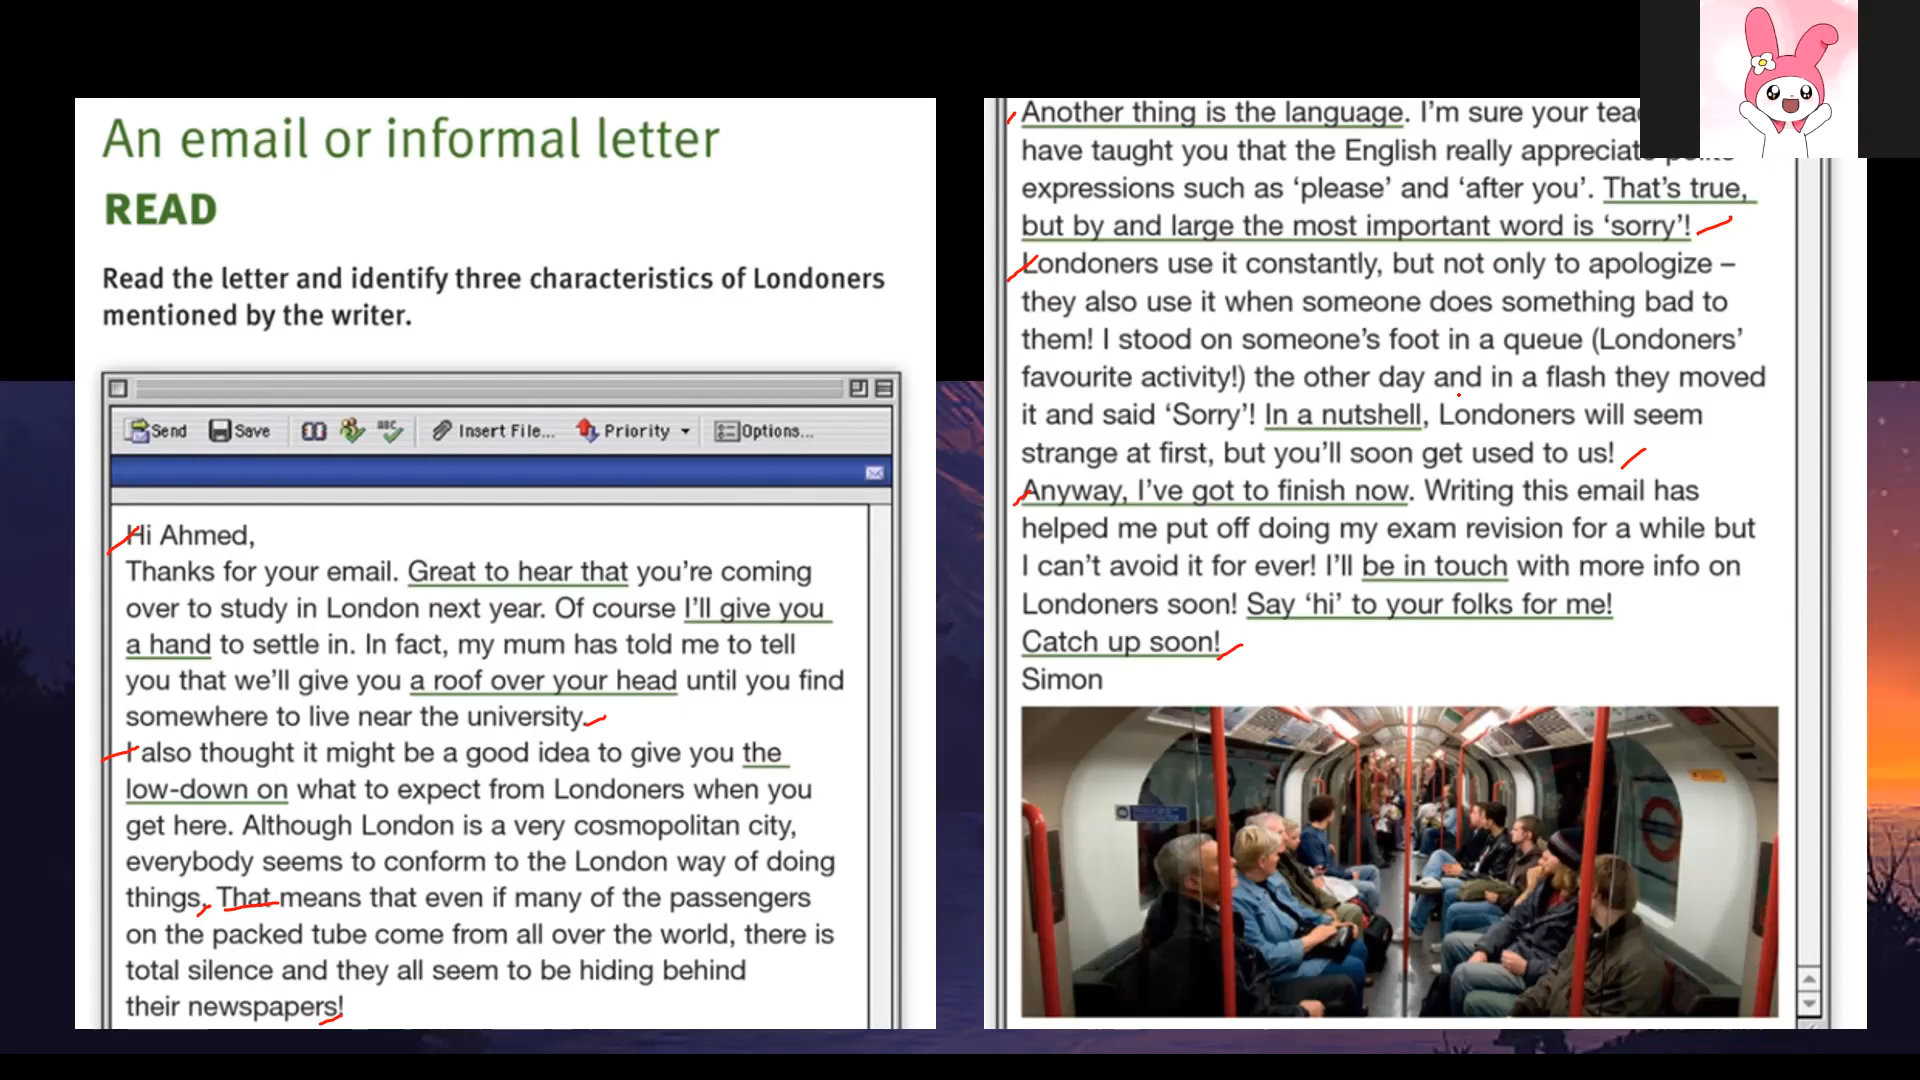 An email or informal letter
READ
Read the letter and identify three characteristics of Londoners
mentioned by the writer.
Send Save ABC Insert File... Priority Options...
Hi Ahmed,
Thanks for your email. Great to hear that you're coming
over to study in London next year. Of course I'll give you
a hand to settle in. In fact, my mum has told me to tell
you that we'll give you a roof over your head until you find
somewhere to live near the university.
I also thought it might be a good idea to give you the
low-down on what to expect from Londoners when you
get here. Although London is a very cosmopolitan city,
everybody seems to conform to the London way of doing
things. That means that even if many of the passengers
on the packed tube come from all over the world, there is
total silence and they all seem to be hiding behind
their newspapers!
Another thing is the language. I'm sure your
have taught you that the English really appreciate
expressions such as ‘please’ and ‘after you’. That's true,
but by and large the most important word is ‘sorry’!
Londoners use it constantly, but not only to apologize –
they also use it when someone does something bad to
them! I stood on someone's foot in a queue (Londoners'
favourite activity!) the other day and in a flash they moved
it and said ‘Sorry’! In a nutshell, Londoners will seem
strange at first, but you'll soon get used to us!
Anyway, I've got to finish now. Writing this email has
helped me put off doing my exam revision for a while but
I can't avoid it for ever! I'll be in touch with more info on
Londoners soon! Say ‘hi’ to your folks for me!
Catch up soon!
Simon